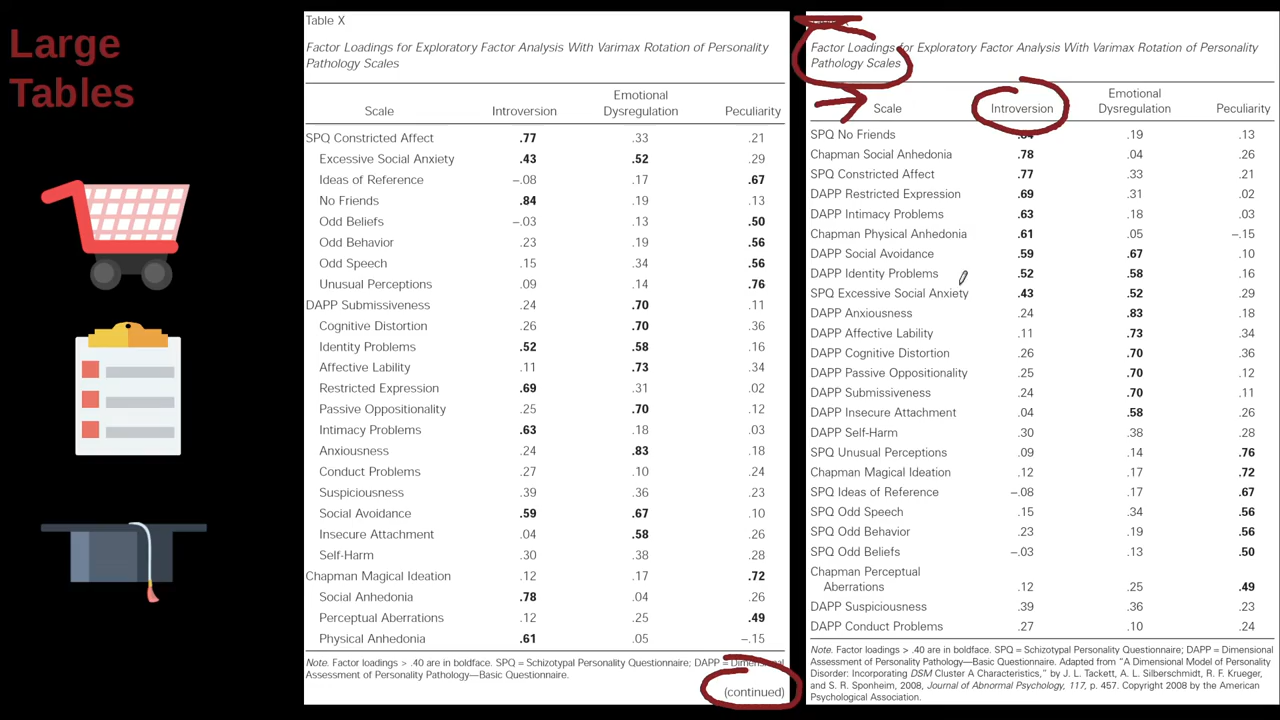 Large
Tables
Table X
Factor Loadings for Exploratory Factor Analysis With Varimax Rotation of Personality
Pathology Scales
Scale Introversion Emotional Dysregulation Peculiarity
SPQ Constricted Affect .77 .33 .21
Excessive Social Anxiety .43 .52 .29
Ideas of Reference –.08 .17 .67
No Friends .84 .19 .13
Odd Beliefs –.03 .13 .50
Odd Behavior .23 .19 .56
Odd Speech .15 .34 .56
Unusual Perceptions .09 .14 .76
DAPP Submissiveness .24 .70 .11
Cognitive Distortion .26 .70 .36
Identity Problems .52 .58 .16
Affective Lability .11 .73 .34
Restricted Expression .69 .31 .02
Passive Oppositionality .25 .70 .12
Intimacy Problems .63 .18 .03
Anxiousness .24 .83 .18
Conduct Problems .27 .10 .24
Suspiciousness .39 .36 .23
Social Avoidance .59 .67 .10
Insecure Attachment .04 .58 .26
Self-Harm .30 .38 .28
Chapman Magical Ideation .12 .17 .72
Social Anhedonia .78 .04 .26
Perceptual Aberrations .12 .25 .49
Physical Anhedonia .61 .05 –.15
Note. Factor loadings > .40 are in boldface. SPQ = Schizotypal Personality Questionnaire; DAPP = Dimensional
Assessment of Personality Pathology—Basic Questionnaire.
(continued)
Factor Loadings for Exploratory Factor Analysis With Varimax Rotation of Personality
Pathology Scales
Scale Introversion Emotional Dysregulation Peculiarity
SPQ No Friends .19 .13
Chapman Social Anhedonia .78 .04 .26
SPQ Constricted Affect .77 .33 .21
DAPP Restricted Expression .69 .31 .02
DAPP Intimacy Problems .63 .18 .03
Chapman Physical Anhedonia .61 .05 –.15
DAPP Social Avoidance .59 .67 .10
DAPP Identity Problems .52 .58 .16
SPQ Excessive Social Anxiety .43 .52 .29
DAPP Anxiousness .24 .83 .18
DAPP Affective Lability .11 .73 .34
DAPP Cognitive Distortion .26 .70 .36
DAPP Passive Oppositionality .25 .70 .12
DAPP Submissiveness .24 .70 .11
DAPP Insecure Attachment .04 .58 .26
DAPP Self-Harm .30 .38 .28
SPQ Unusual Perceptions .09 .14 .76
Chapman Magical Ideation .12 .17 .72
SPQ Ideas of Reference –.08 .17 .67
SPQ Odd Speech .15 .34 .56
SPQ Odd Behavior .23 .19 .56
SPQ Odd Beliefs –.03 .13 .50
Chapman Perceptual
Aberrations .12 .25 .49
DAPP Suspiciousness .39 .36 .23
DAPP Conduct Problems .27 .10 .24
Note. Factor loadings > .40 are in boldface. SPQ = Schizotypal Personality Questionnaire; DAPP = Dimensional
Assessment of Personality Pathology—Basic Questionnaire. Adapted from "A Dimensional Model of Personality
Disorder: Incorporating DSM Cluster A Characteristics," by J. L. Tackett, A. L. Silberschmidt, R. F. Krueger,
and S. R. Sponheim, 2008, Journal of Abnormal Psychology, 117, p. 457. Copyright 2008 by the American
Psychological Association.